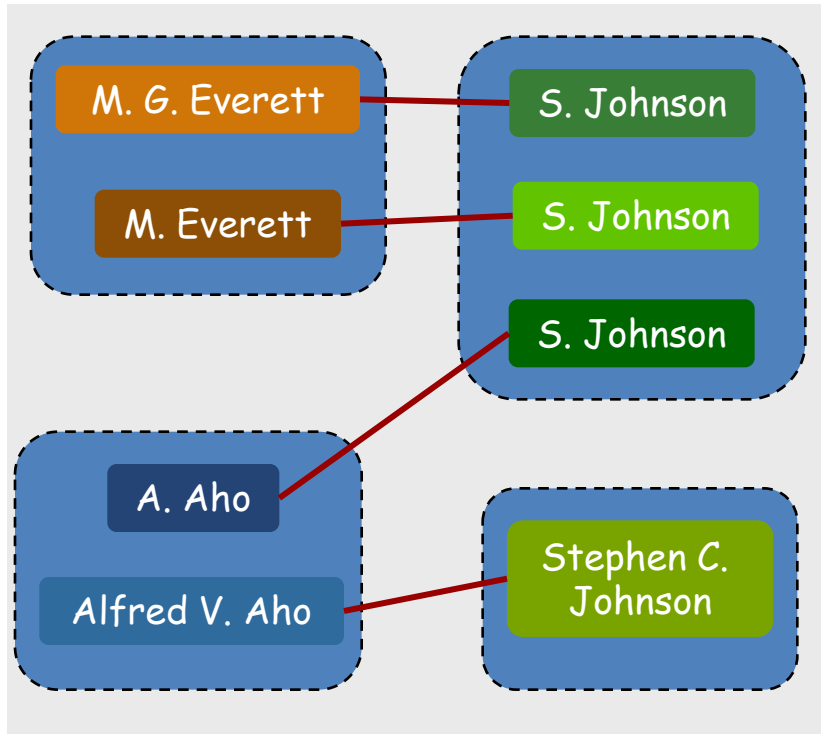 M. G. Everett
S. Johnson
M. Everett
S. Johnson
S. Johnson
A. Aho
Alfred V. Aho
Stephen C.
Johnson